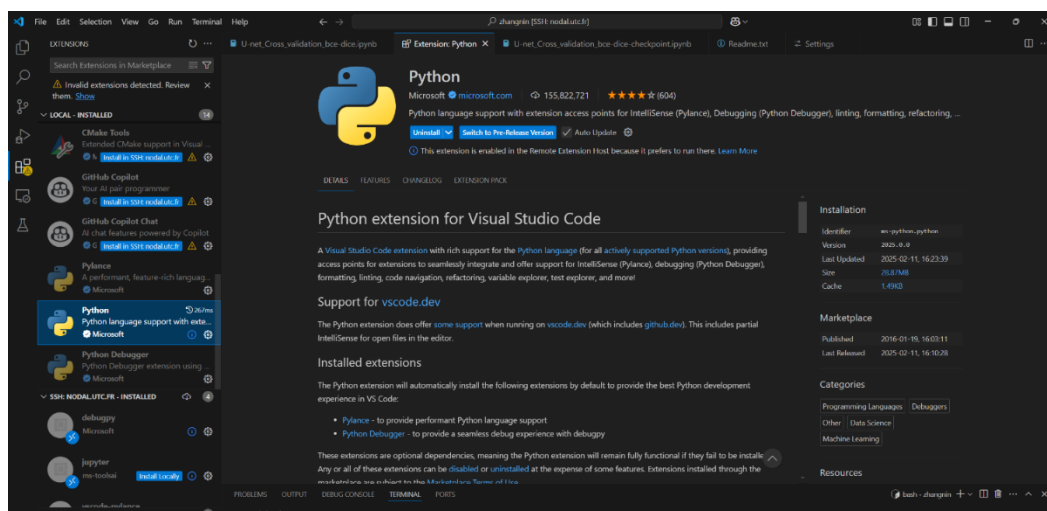 File Edit Selection View Go Run Terminal Help
zhangnin [SSH: nodal.utc.fr]
EXTENSIONS
U-net_Cross_validation_bce-dice.ipynb
Extension: Python
U-net_Cross_validation_bce-dice-checkpoint.ipynb
Readme.txt
Settings
Search Extensions in Marketplace
Invalid extensions detected. Review
them. Show
LOCAL - INSTALLED 14
CMake Tools
Extended CMake support in Visual ...
Install in SSH: nodal.utc.fr
GitHub Copilot
Your AI pair programmer
G Install in SSH: nodal.utc.fr
GitHub Copilot Chat
AI chat features powered by Copilot
G Install in SSH: nodal.utc.fr
Pylance
A performant, feature-rich languag...
Microsoft
Python 267ms
Python language support with exte...
Microsoft
Python Debugger
Python Debugger extension using ...
Microsoft
SSH: NODAL.UTC.FR - INSTALLED 4
debugpy
Microsoft
jupyter
ms-toolsai Install Locally
Python
Microsoft microsoft.com 155,822,721 (604)
Python language support with extension access points for IntelliSense (Pylance), Debugging (Python Debugger), linting, formatting, refactoring, ...
Uninstall Switch to Pre-Release Version Auto Update
This extension is enabled in the Remote Extension Host because it prefers to run there. Learn More
DETAILS FEATURES CHANGELOG EXTENSION PACK
Python extension for Visual Studio Code
A Visual Studio Code extension with rich support for the Python language (for all actively supported Python versions), providing
access points for extensions to seamlessly integrate and offer support for IntelliSense (Pylance), debugging (Python Debugger),
formatting, linting, code navigation, refactoring, variable explorer, test explorer, and more!
Support for vscode.dev
The Python extension does offer some support when running on vscode.dev (which includes github.dev). This includes partial
IntelliSense for open files in the editor.
Installed extensions
The Python extension will automatically install the following extensions by default to provide the best Python development
experience in VS Code:
• Pylance - to provide performant Python language support
• Python Debugger - to provide a seamless debug experience with debugpy
These extensions are optional dependencies, meaning the Python extension will remain fully functional if they fail to be installe
Any or all of these extensions can be disabled or uninstalled at the expense of some features. Extensions installed through the
marketplace are subject to the Marketplace Terms of Use
Installation
Identifier ms-python.python
Version 2025.0.0
Last Updated 2025-02-11, 16:23:39
Size 28.87MB
Cache 1.49KB
Marketplace
Published 2016-01-19, 16:03:11
Last Released 2025-02-11, 16:10:28
Categories
Programming Languages Debuggers
Other Data Science
Machine Learning
Resources
PROBLEMS OUTPUT DEBUG CONSOLE TERMINAL PORTS
bash - zhangnin